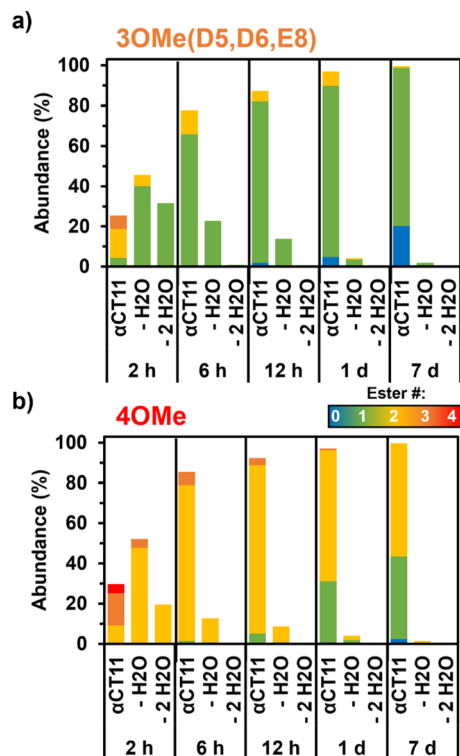 a)
3OMe(D5,D6,E8)
Abundance (%)
100
80
60
40
20
0
αCT11
- H2O
- 2 H2O
αCT11
- H2O
- 2 H2O
αCT11
- H2O
- 2 H2O
αCT11
- H2O
- 2 H2O
αCT11
- H2O
- 2 H2O
2 h
6 h
12 h
1 d
7 d
Ester #:
0 1 2 3 4
b)
4OMe
Abundance (%)
100
80
60
40
20
0
αCT11
- H2O
- 2 H2O
αCT11
- H2O
- 2 H2O
αCT11
- H2O
- 2 H2O
αCT11
- H2O
- 2 H2O
αCT11
- H2O
- 2 H2O
2 h
6 h
12 h
1 d
7 d